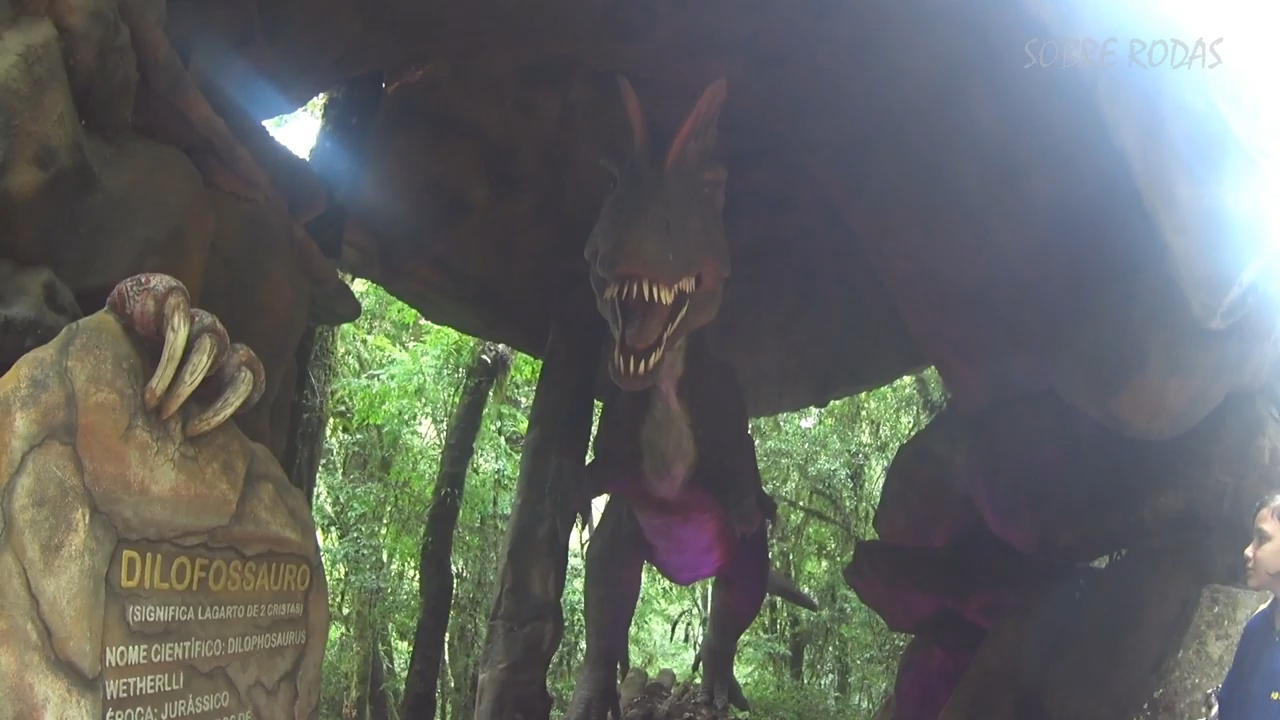 SOBRE RODAS
DILOFOSSAURO
(SIGNIFICA LAGARTO DE 2 CRISTAS)
NOME CIENTÍFICO: DILOPHOSAURUS
WETHERLLI
ÉPOCA: JURÁSSICO